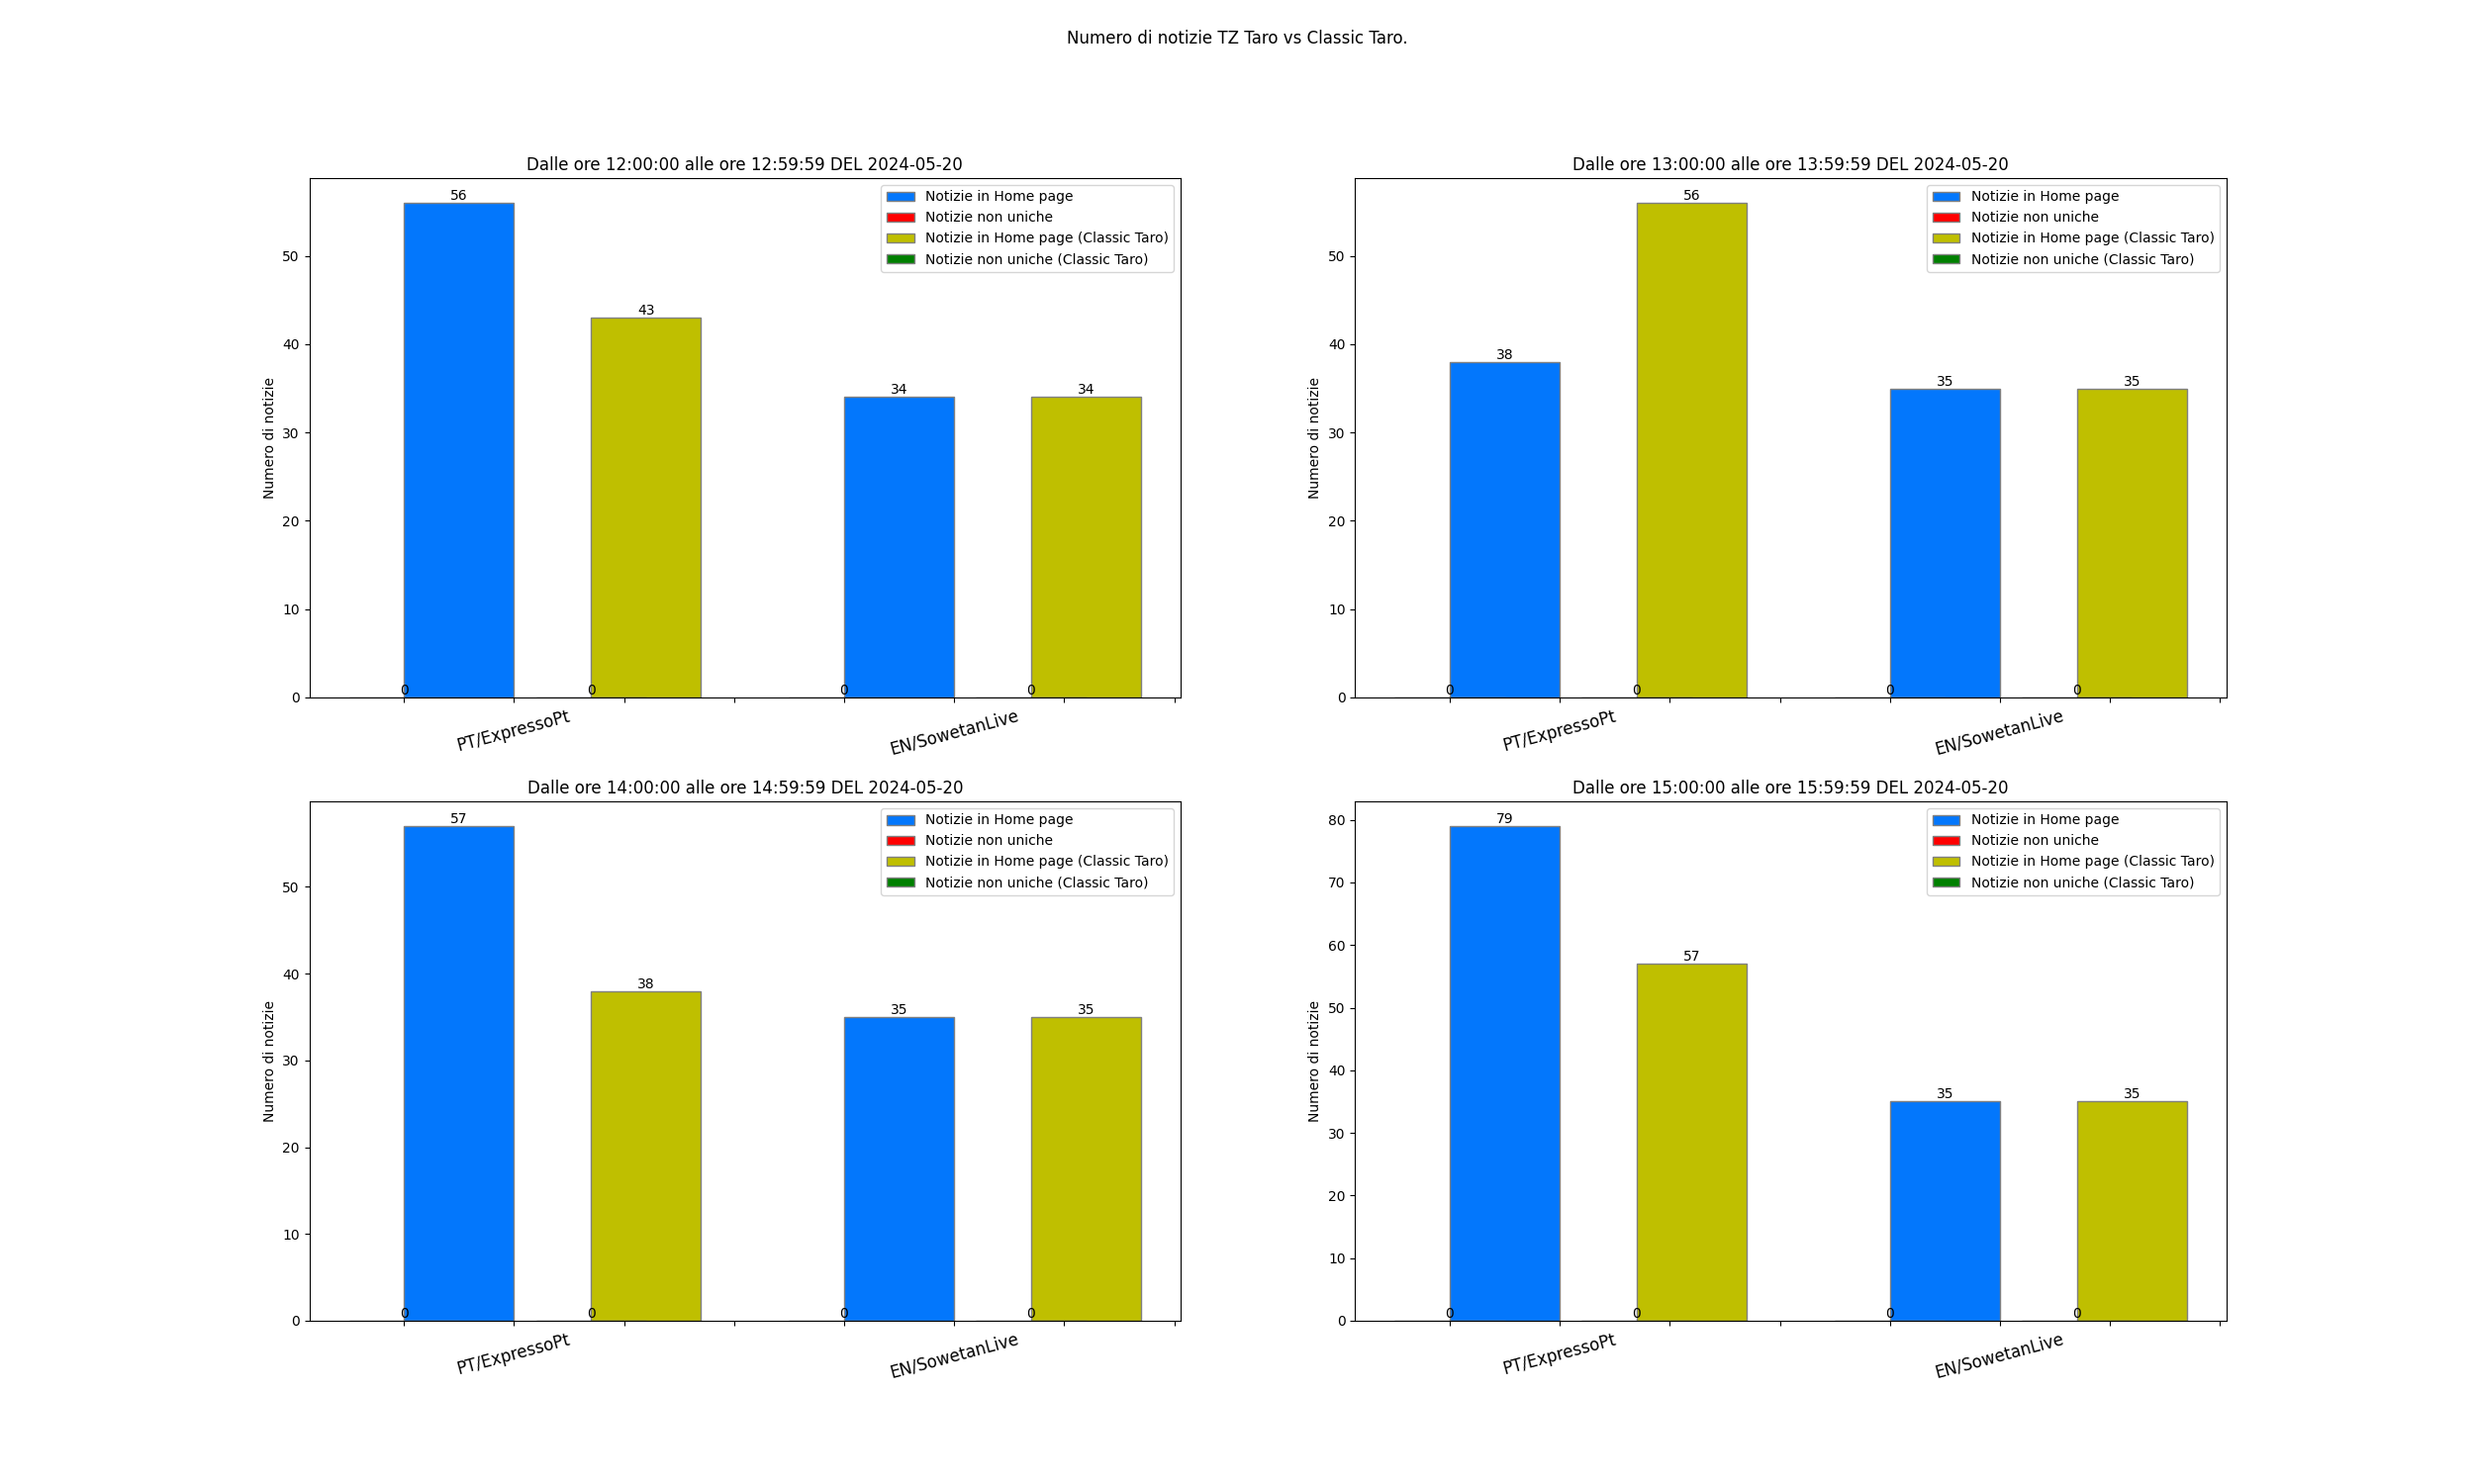 Numero di notizie TZ Taro vs Classic Taro.
Dalle ore 12:00:00 alle ore 12:59:59 DEL 2024-05-20
Notizie in Home page
Notizie non uniche
Notizie in Home page (Classic Taro)
Notizie non uniche (Classic Taro)
Numero di notizie
50
40
30
20
10
0
56
43
34
34
0
0
0
0
PT/ExpressoPt
EN/SowetanLive
Dalle ore 13:00:00 alle ore 13:59:59 DEL 2024-05-20
Notizie in Home page
Notizie non uniche
Notizie in Home page (Classic Taro)
Notizie non uniche (Classic Taro)
Numero di notizie
50
40
30
20
10
0
38
56
35
35
0
0
0
0
PT/ExpressoPt
EN/SowetanLive
Dalle ore 14:00:00 alle ore 14:59:59 DEL 2024-05-20
Notizie in Home page
Notizie non uniche
Notizie in Home page (Classic Taro)
Notizie non uniche (Classic Taro)
Numero di notizie
50
40
30
20
10
0
57
38
35
35
0
0
0
0
PT/ExpressoPt
EN/SowetanLive
Dalle ore 15:00:00 alle ore 15:59:59 DEL 2024-05-20
Notizie in Home page
Notizie non uniche
Notizie in Home page (Classic Taro)
Notizie non uniche (Classic Taro)
Numero di notizie
80
70
60
50
40
30
20
10
0
79
57
35
35
0
0
0
0
PT/ExpressoPt
EN/SowetanLive